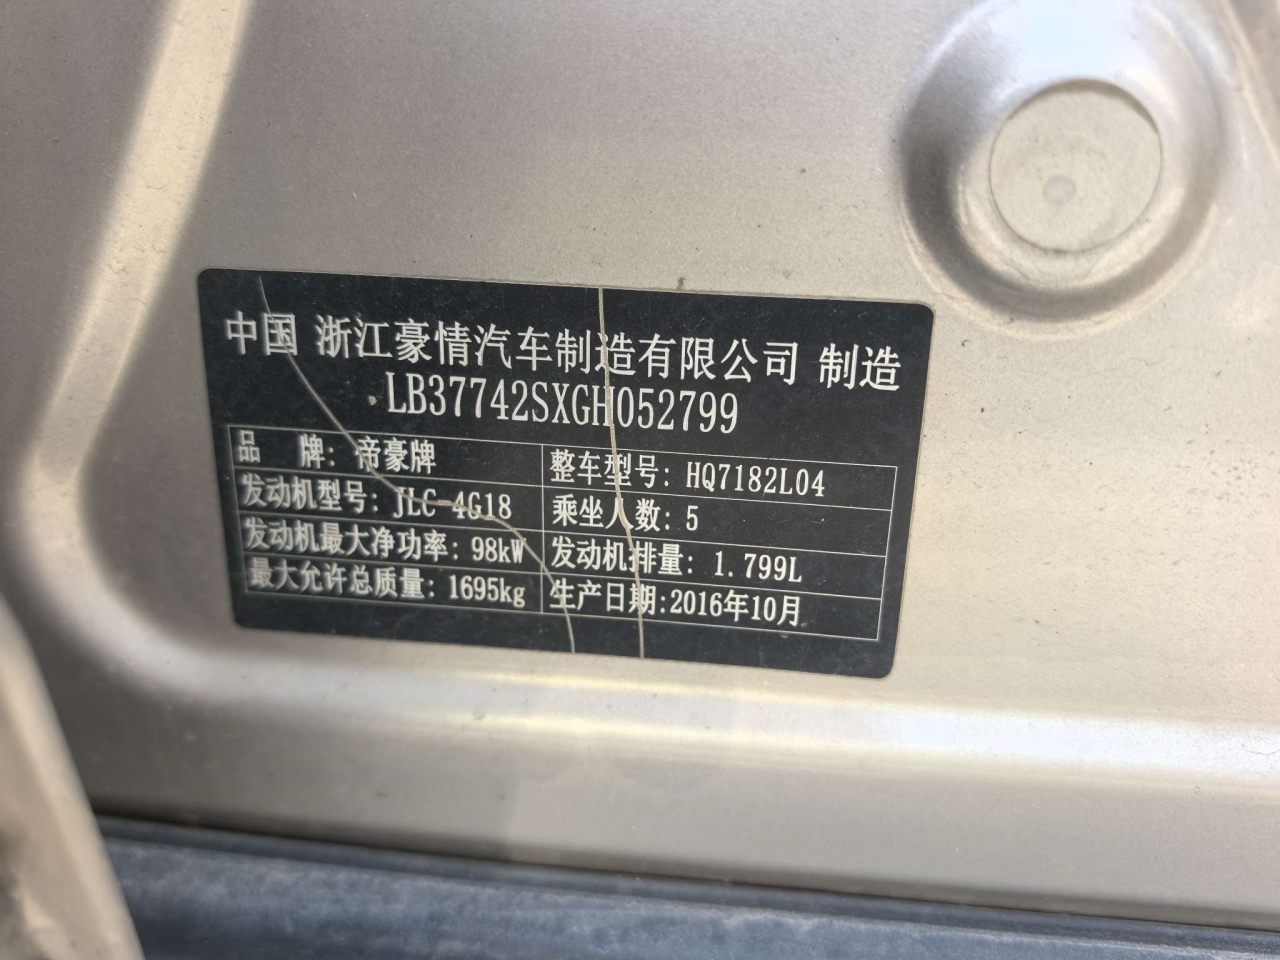 中国 浙江豪情汽车制造有限公司 制造
LB37742SXGH052799
品 牌: 帝豪牌 整车型号: HQ7182L04
发动机型号: JLC-4G18 乘坐人数: 5
发动机最大净功率: 98kW 发动机排量: 1.799L
最大允许总质量: 1695kg 生产日期:2016年10月